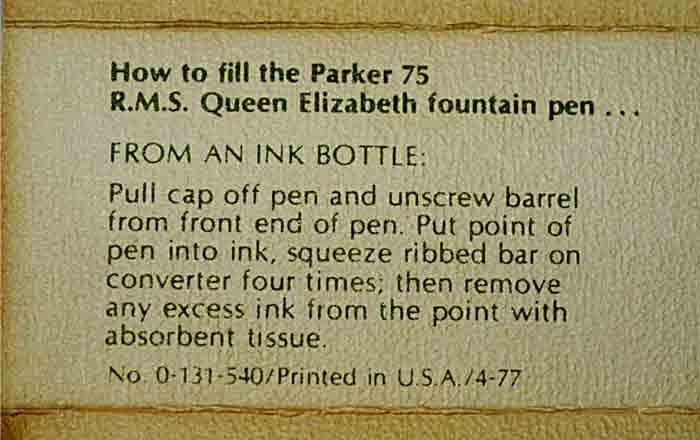 How to fill the Parker 75
R.M.S. Queen Elizabeth fountain pen ...
FROM AN INK BOTTLE:
Pull cap off pen and unscrew barrel
from front end of pen. Put point of
pen into ink, squeeze ribbed bar on
converter four times; then remove
any excess ink from the point with
absorbent tissue.
No. 0-131-540/Printed in U.S.A./4-77